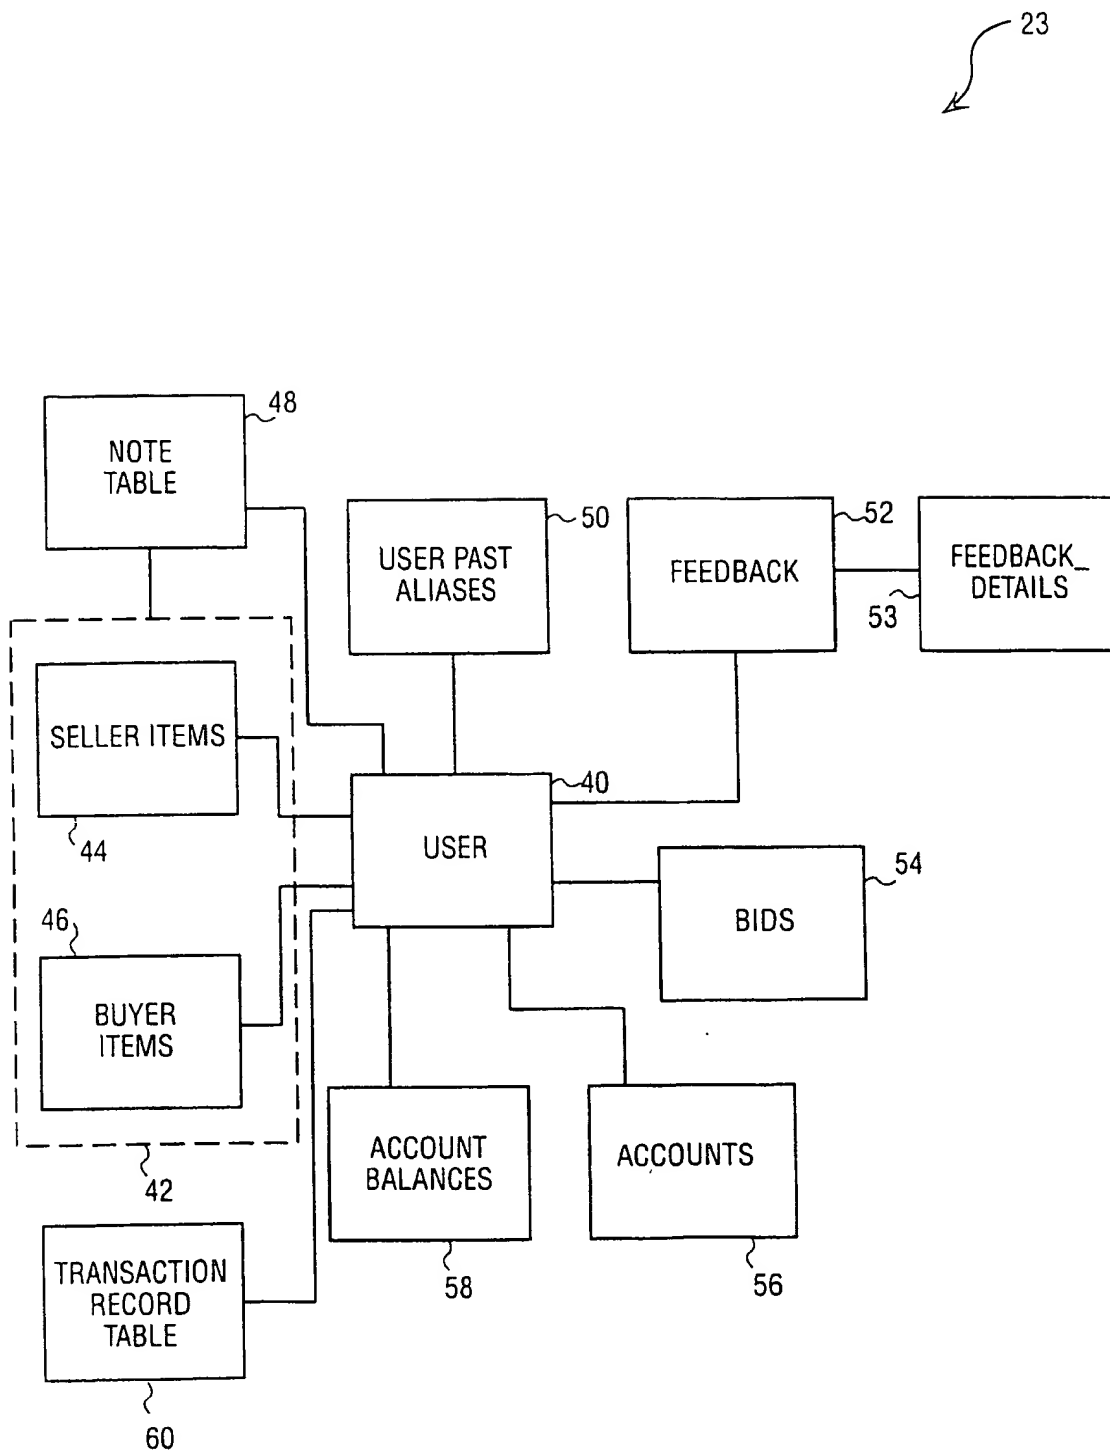 23
48
NOTE
TABLE
50
USER PAST
ALIASES
52
FEEDBACK
53
FEEDBACK_
DETAILS
SELLER ITEMS
44
40
USER
54
BIDS
46
BUYER
ITEMS
42
ACCOUNT
BALANCES
58
ACCOUNTS
56
TRANSACTION
RECORD
TABLE
60